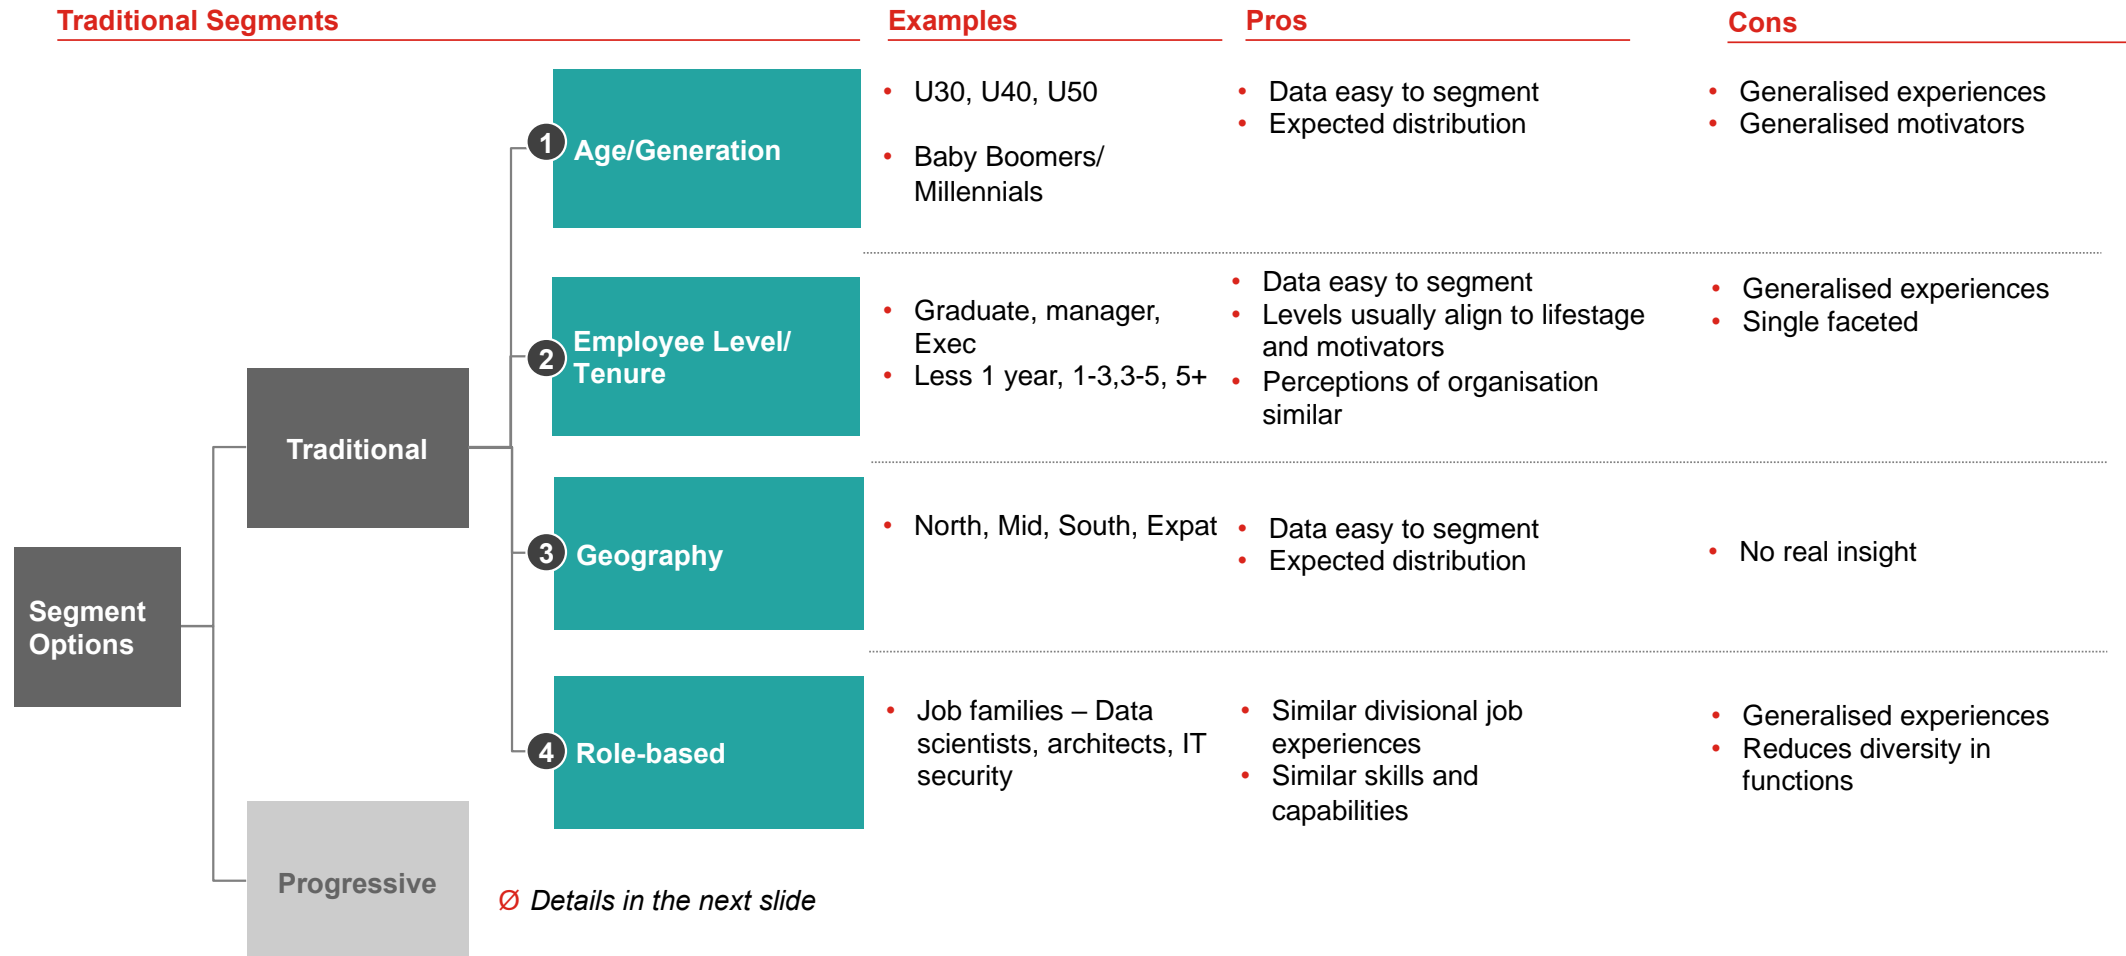 Traditional Segments
Examples
Pros
Cons
1
Age/Generation
• U30, U40, U50
• Baby Boomers/
Millennials
• Data easy to segment
• Expected distribution
• Generalised experiences
• Generalised motivators
2
Employee Level/
Tenure
• Graduate, manager,
Exec
• Less 1 year, 1-3,3-5, 5+
• Data easy to segment
• Levels usually align to lifestage
and motivators
• Perceptions of organisation
similar
• Generalised experiences
• Single faceted
Traditional
3
Geography
• North, Mid, South, Expat
• Data easy to segment
• Expected distribution
• No real insight
Segment
Options
4
Role-based
• Job families – Data
scientists, architects, IT
security
• Similar divisional job
experiences
• Similar skills and
capabilities
• Generalised experiences
• Reduces diversity in
functions
Progressive
Ø Details in the next slide